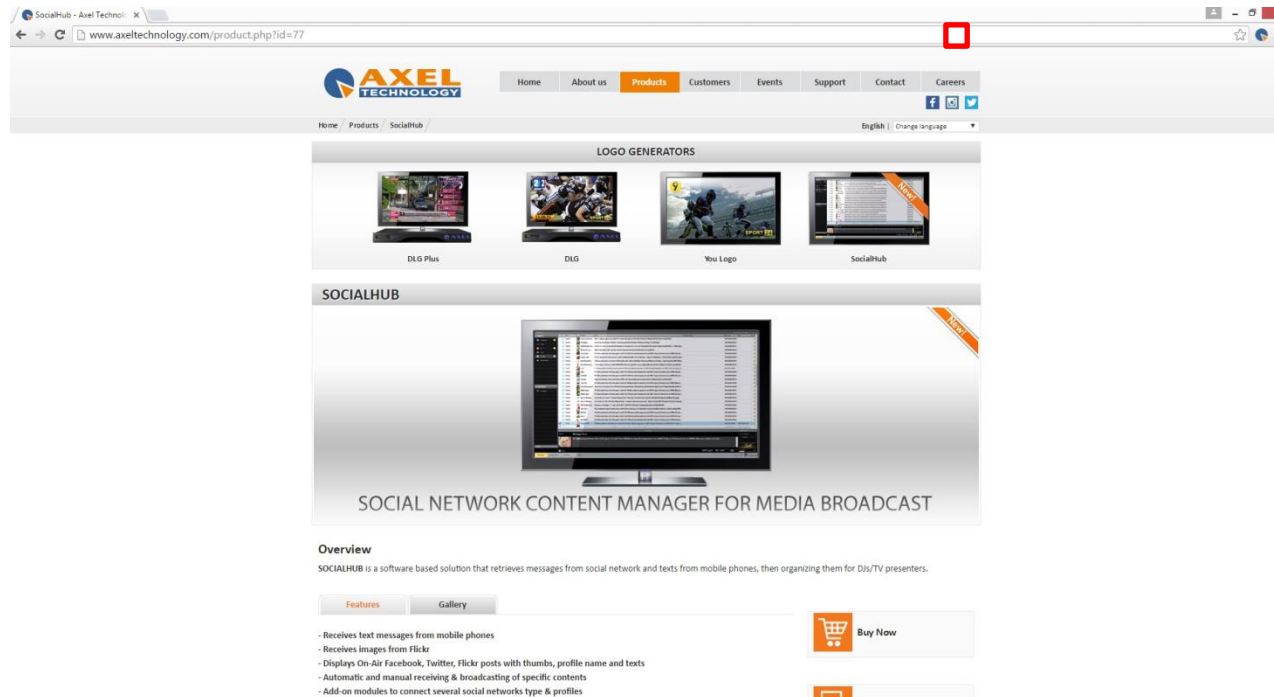 SocialHub - Axel Technol
www.axeltechnology.com/product.php?id=77
AXEL
TECHNOLOGY
Home About us Products Customers Events Support Contact Careers
Home / Products / SocialHub /
English | Change language
LOGO GENERATORS
New!
DLG Plus DLG You Logo SocialHub
SOCIALHUB
New!
SOCIAL NETWORK CONTENT MANAGER FOR MEDIA BROADCAST
Overview
SOCIALHUB is a software based solution that retrieves messages from social network and texts from mobile phones, then organizing them for DJs/TV presenters.
Features Gallery
Buy Now
- Receives text messages from mobile phones
- Receives images from Flickr
- Displays On-Air Facebook, Twitter, Flickr posts with thumbs, profile name and texts
- Automatic and manual receiving & broadcasting of specific contents
- Add-on modules to connect several social networks type & profiles